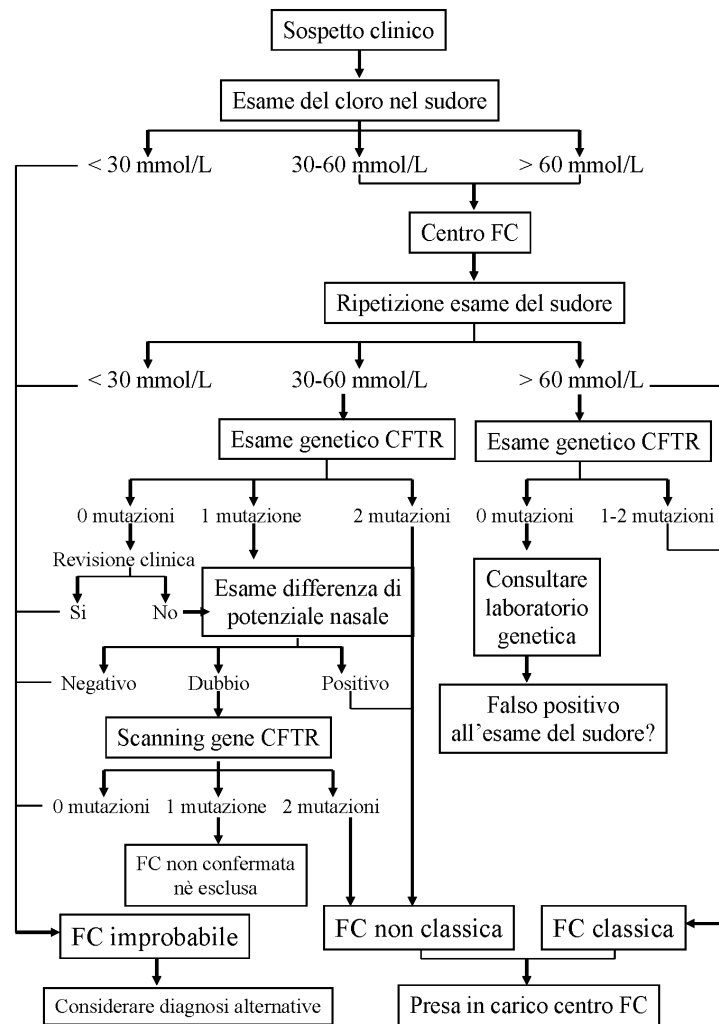 Sospetto clinico
Esame del cloro nel sudore
< 30 mmol/L 30-60 mmol/L > 60 mmol/L
Centro FC
Ripetizione esame del sudore
< 30 mmol/L 30-60 mmol/L > 60 mmol/L
Esame genetico CFTR Esame genetico CFTR
0 mutazioni 1 mutazione 2 mutazioni 0 mutazioni 1-2 mutazioni
Revisione clinica
Si No
Esame differenza di
potenziale nasale
Consultare
laboratorio
genetica
Negativo Dubbio Positivo
Falso positivo
all'esame del sudore?
Scanning gene CFTR
0 mutazioni 1 mutazione 2 mutazioni
FC non confermata
nè esclusa
FC improbabile FC non classica FC classica
Considerare diagnosi alternative Presa in carico centro FC